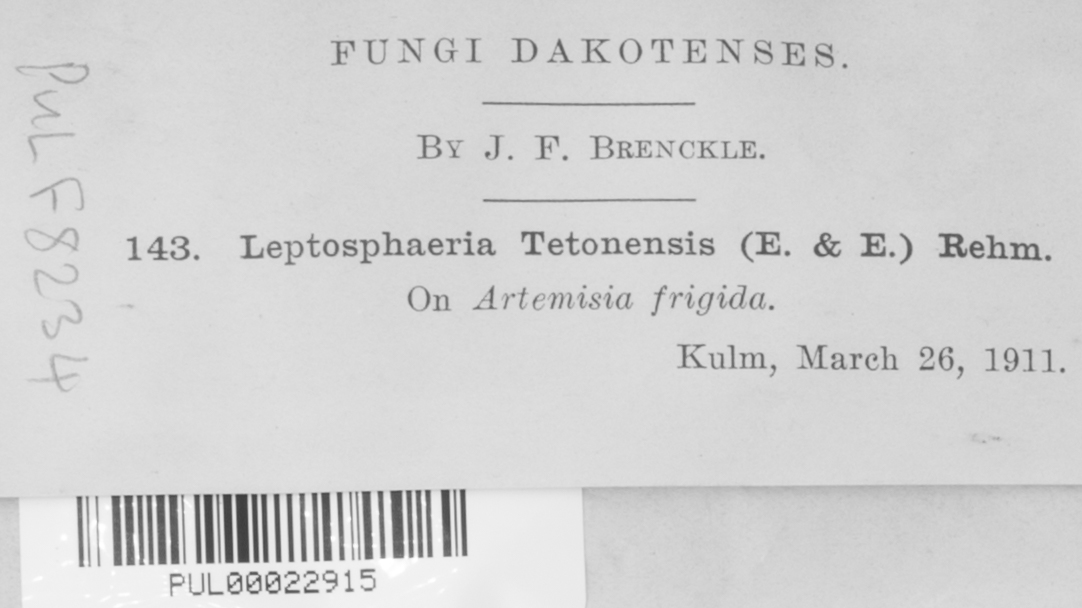 FUNGI DAKOTENSES.
BY J. F. BRENCKLE.
143. Leptosphaeria Tetonensis (E. & E.) Rehm.
On Artemisia frigida.
Kulm, March 26, 1911.
PUL F8234
PUL00022915